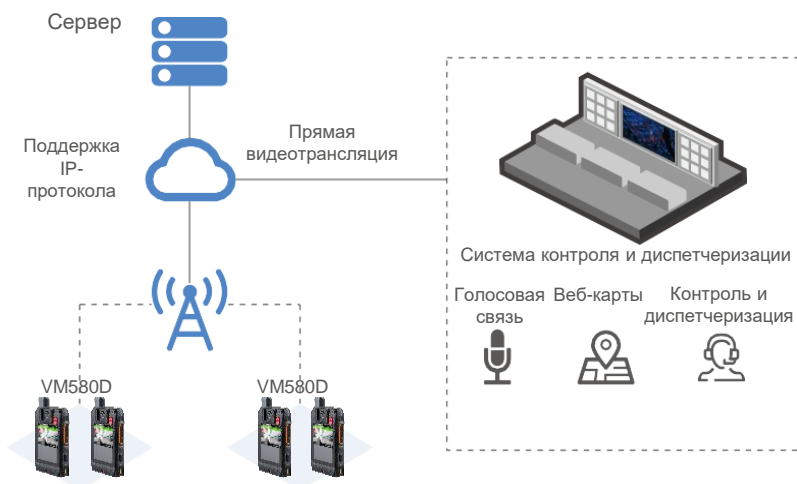 Сервер
Поддержка
IP-
протокола
Прямая
видеотрансляция
Система контроля и диспетчеризации
Голосовая
связь
Веб-карты
Контроль и
диспетчеризация
VM580D
VM580D